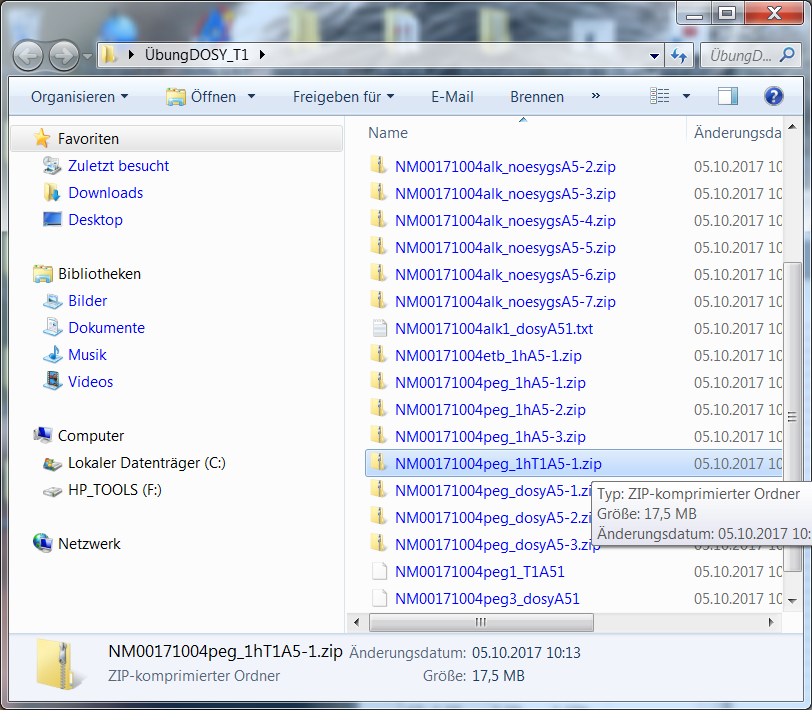 ÜbungDOSY_T1
ÜbungD...
Organisieren
Öffnen
Freigeben für
E-Mail
Brennen
»
Favoriten
Zuletzt besucht
Downloads
Desktop
Bibliotheken
Bilder
Dokumente
Musik
Videos
Computer
Lokaler Datenträger (C:)
HP_TOOLS (F:)
Netzwerk
Name Änderungsda
NM00171004alk_noesygsA5-2.zip 05.10.2017 10
NM00171004alk_noesygsA5-3.zip 05.10.2017 10
NM00171004alk_noesygsA5-4.zip 05.10.2017 10
NM00171004alk_noesygsA5-5.zip 05.10.2017 10
NM00171004alk_noesygsA5-6.zip 05.10.2017 10
NM00171004alk_noesygsA5-7.zip 05.10.2017 10
NM00171004alk1_dosyA51.txt 05.10.2017 10
NM00171004etb_1hA5-1.zip 05.10.2017 10
NM00171004peg_1hA5-1.zip 05.10.2017 10
NM00171004peg_1hA5-2.zip 05.10.2017 10
NM00171004peg_1hA5-3.zip 05.10.2017 10
NM00171004peg_1hT1A5-1.zip 05.10.2017 10
NM00171004peg_dosyA5-1.zi
NM00171004peg_dosyA5-2.zi
NM00171004peg_dosyA5-3.zip 05.10.2017 10
NM00171004peg1_T1A51 05.10.2017 10
NM00171004peg3_dosyA51 05.10.2017 10
Typ: ZIP-komprimierter Ordner
Größe: 17,5 MB
Änderungsdatum: 05.10.2017 10:
NM00171004peg_1hT1A5-1.zip Änderungsdatum: 05.10.2017 10:13
ZIP-komprimierter Ordner Größe: 17,5 MB